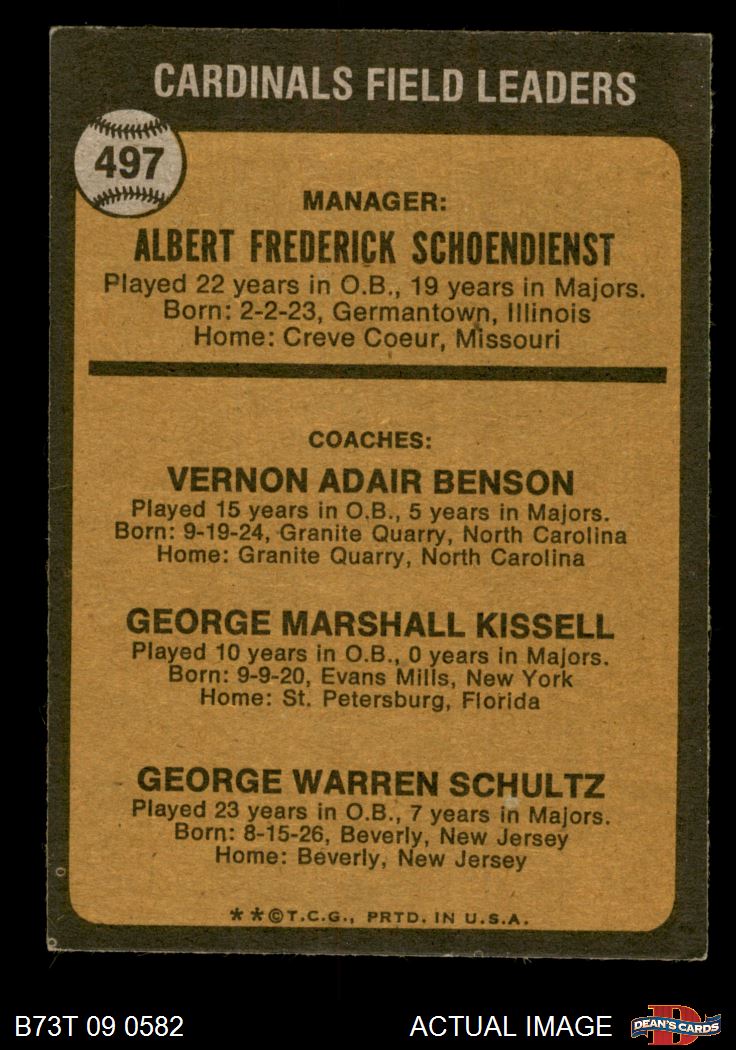 CARDINALS FIELD LEADERS
497
MANAGER:
ALBERT FREDERICK SCHOENDIENST
Played 22 years in O.B., 19 years in Majors.
Born: 2-2-23, Germantown, Illinois
Home: Creve Coeur, Missouri
COACHES:
VERNON ADAIR BENSON
Played 15 years in O.B., 5 years in Majors.
Born: 9-19-24, Granite Quarry, North Carolina
Home: Granite Quarry, North Carolina
GEORGE MARSHALL KISSELL
Played 10 years in O.B., 0 years in Majors.
Born: 9-9-20, Evans Mills, New York
Home: St. Petersburg, Florida
GEORGE WARREN SCHULTZ
Played 23 years in O.B., 7 years in Majors.
Born: 8-15-26, Beverly, New Jersey
Home: Beverly, New Jersey
**©T.C.G., PRTD. IN U.S.A.
B73T 09 0582 ACTUAL IMAGE D DEAN'S CARDS